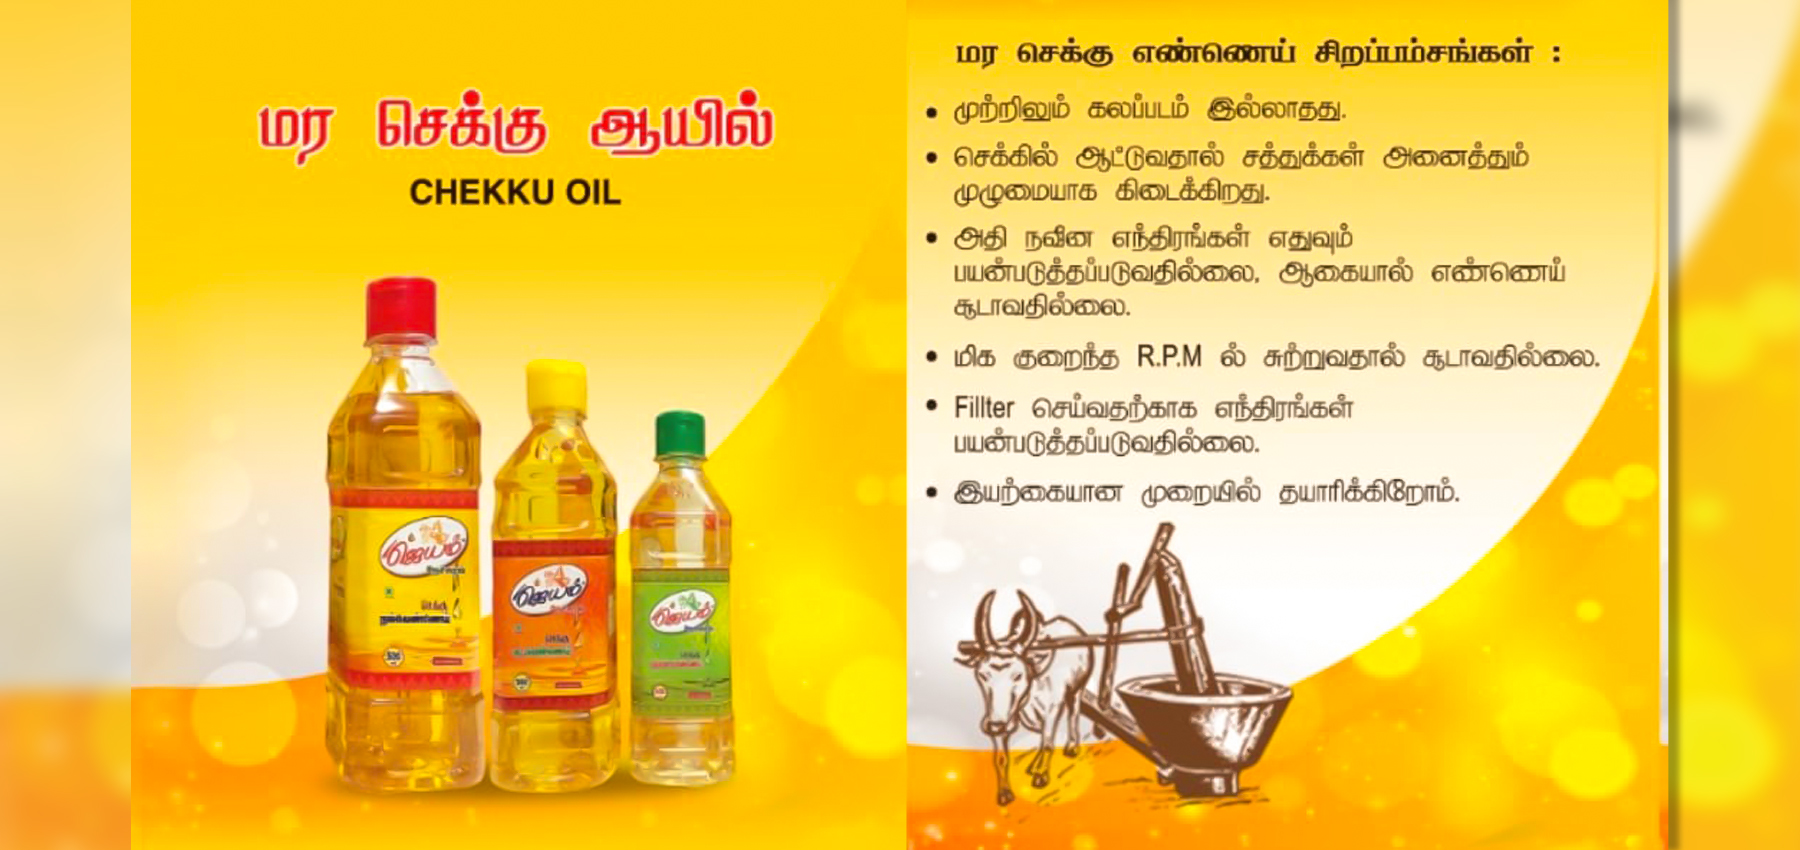 மர செக்கு ஆயில்
CHEKKU OIL
ஜெயம்
செக்கு
ஜெயம்
செக்கு
ஜெயம்
செக்கு
மர செக்கு எண்ணெய் சிறப்பம்சங்கள் :
• முற்றிலும் கலப்படம் இல்லாதது.
• செக்கில் ஆட்டுவதால் சத்துக்கள் அனைத்தும்
முழுமையாக கிடைக்கிறது.
• அதி நவீன எந்திரங்கள் எதுவும்
பயன்படுத்தப்படுவதில்லை, ஆகையால் எண்ணெய்
சூடாவதில்லை.
• மிக குறைந்த R.P.M ல் சுற்றுவதால் சூடாவதில்லை.
• Fillter செய்வதற்காக எந்திரங்கள்
பயன்படுத்தப்படுவதில்லை.
• இயற்கையான முறையில் தயாரிக்கிறோம்.